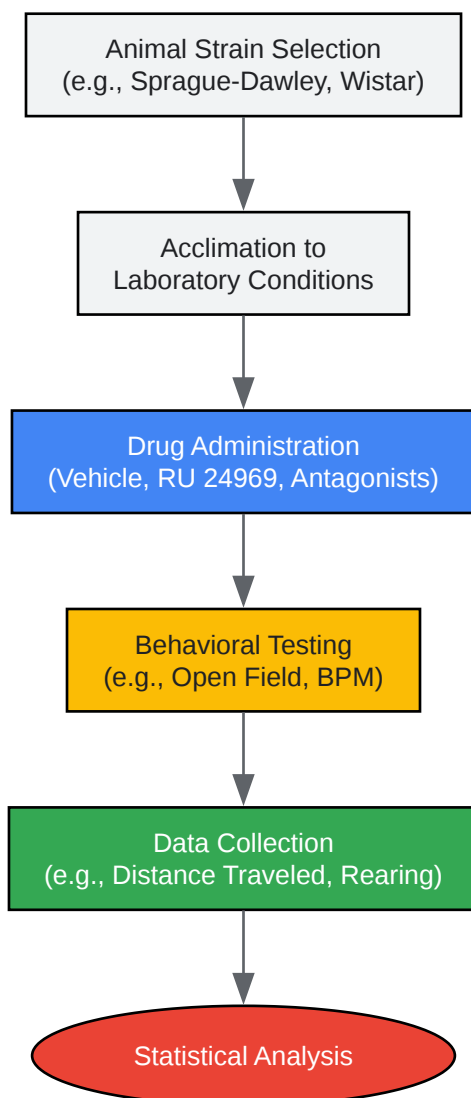 Animal Strain Selection
(e.g., Sprague-Dawley, Wistar)
Acclimation to
Laboratory Conditions
Drug Administration
(Vehicle, RU 24969, Antagonists)
Behavioral Testing
(e.g., Open Field, BPM)
Data Collection
(e.g., Distance Traveled, Rearing)
Statistical Analysis